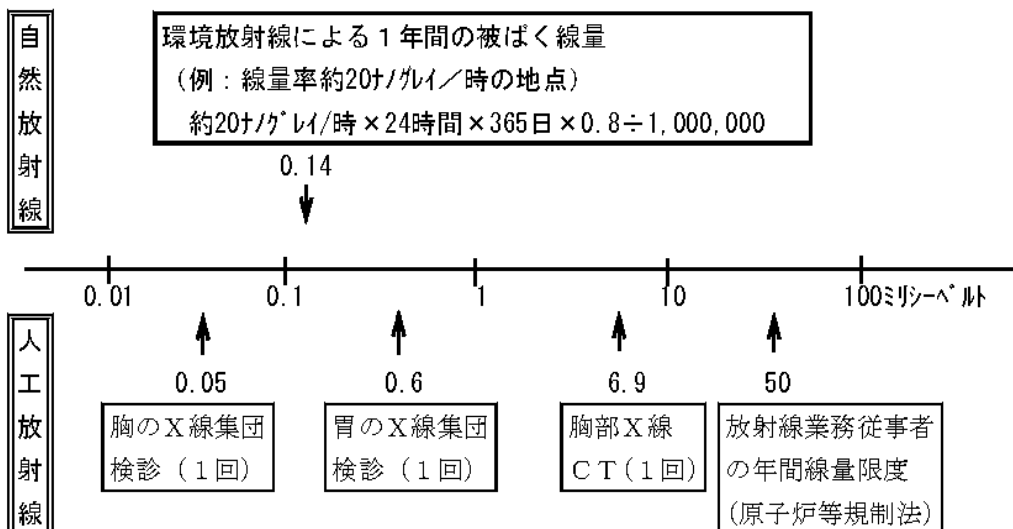 自然放射線
環境放射線による１年間の被ばく線量
（例：線量率約20ﾅﾉｸﾞﾚｲ／時の地点）
約20ﾅﾉｸﾞﾚｲ/時×24時間×365日×0.8÷1,000,000
0.14
0.01 0.1 1 10 100ﾐﾘｼｰﾍﾞﾙﾄ
人工放射線
0.05 0.6 6.9 50
胸のＸ線集団
検診（１回）
胃のＸ線集団
検診（１回）
胸部Ｘ線
ＣＴ(１回)
放射線業務従事者
の年間線量限度
(原子炉等規制法)